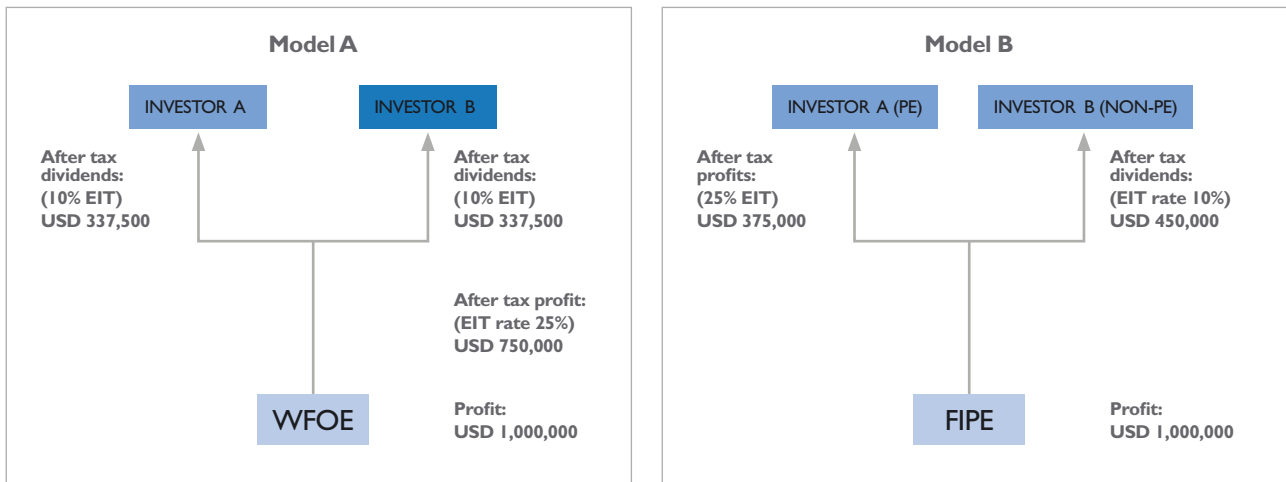 Model A
INVESTOR A
INVESTOR B
After tax
dividends:
(10% EIT)
USD 337,500
After tax
dividends:
(10% EIT)
USD 337,500
After tax profit:
(EIT rate 25%)
USD 750,000
WFOE
Profit:
USD 1,000,000
Model B
INVESTOR A (PE)
INVESTOR B (NON-PE)
After tax
profits:
(25% EIT)
USD 375,000
After tax
dividends:
(EIT rate 10%)
USD 450,000
FIPE
Profit:
USD 1,000,000